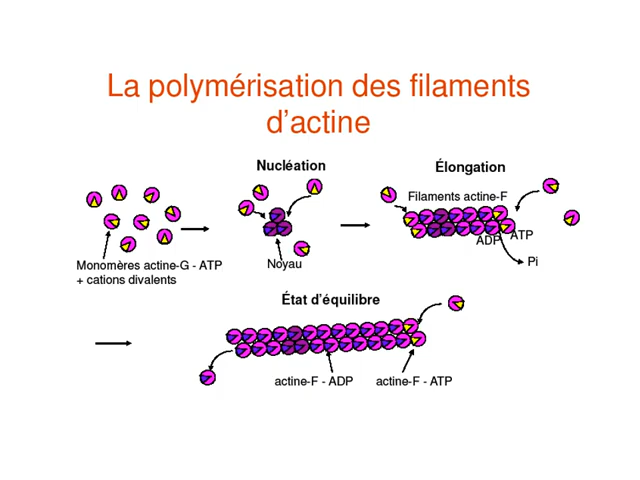 La polymérisation des filaments
d’actine
Nucléation
Élongation
Filaments actine-F
ADP
ATP
Pi
Monomères actine-G - ATP
+ cations divalents
Noyau
État d’équilibre
actine-F - ADP
actine-F - ATP